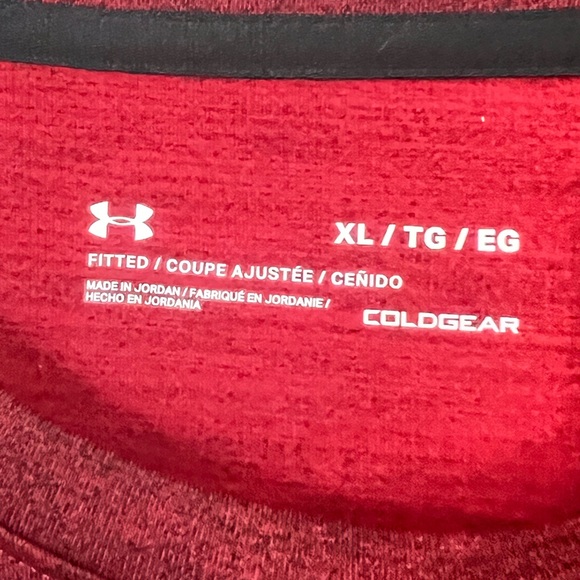 XL / TG / EG
FITTED / COUPE AJUSTÉE / CEÑIDO
MADE IN JORDAN / FABRIQUÉ EN JORDANIE /
HECHO EN JORDANIA
COLDGEAR